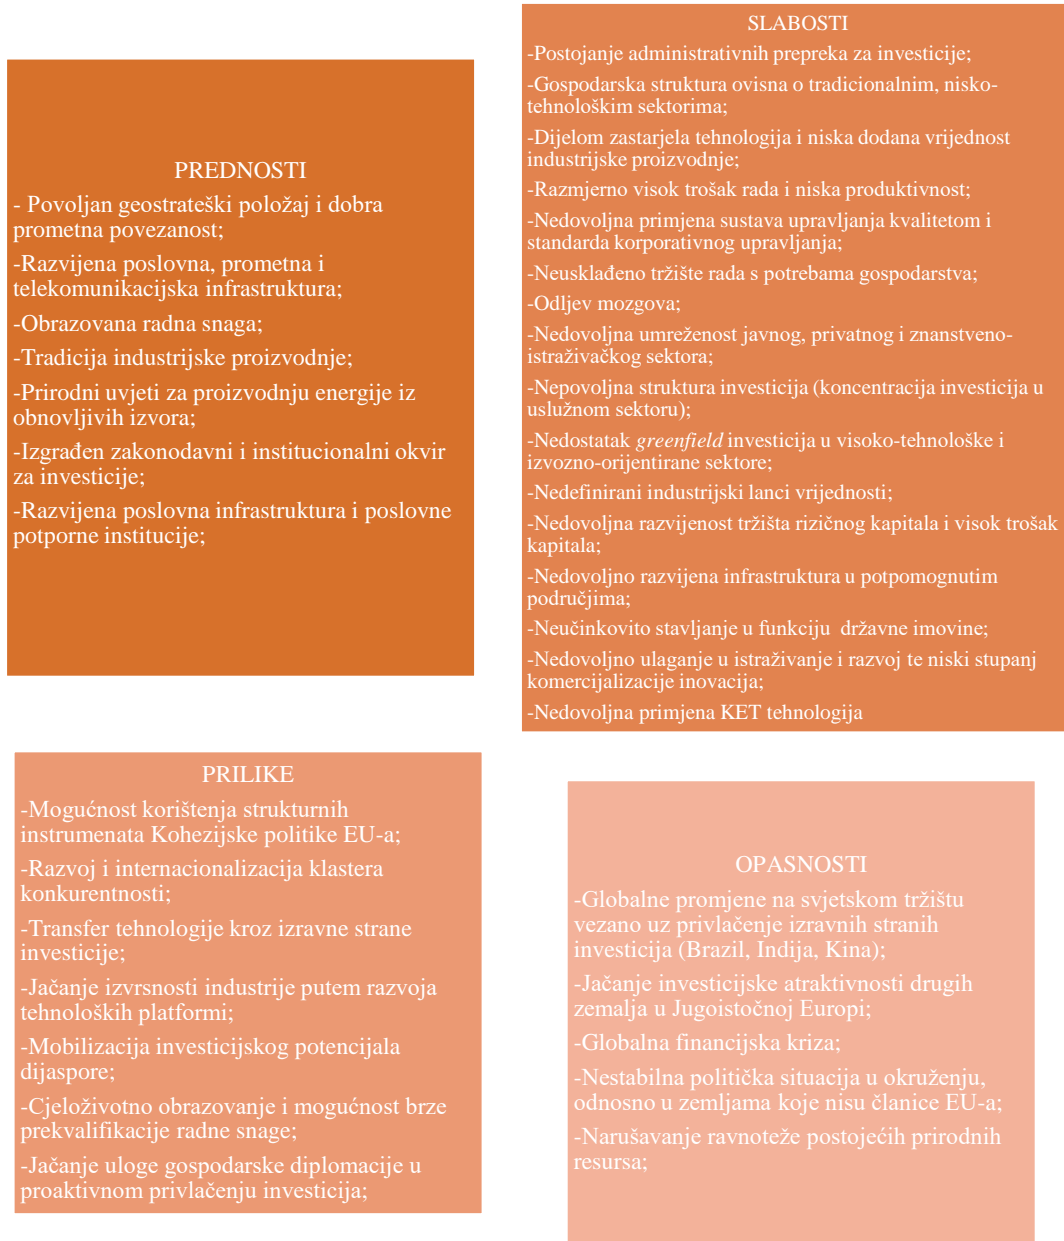 PREDNOSTI
- Povoljan geostrateški položaj i dobra
prometna povezanost;
-Razvijena poslovna, prometna i
telekomunikacijska infrastruktura;
-Obrazovana radna snaga;
-Tradicija industrijske proizvodnje;
-Prirodni uvjeti za proizvodnju energije iz
obnovljivih izvora;
-Izgrađen zakonodavni i institucionalni okvir
za investicije;
-Razvijena poslovna infrastruktura i poslovne
potporne institucije;
SLABOSTI
-Postojanje administrativnih prepreka za investicije;
-Gospodarska struktura ovisna o tradicionalnim, nisko-
tehnološkim sektorima;
-Dijelom zastarjela tehnologija i niska dodana vrijednost
industrijske proizvodnje;
-Razmjerno visok trošak rada i niska produktivnost;
-Nedovoljna primjena sustava upravljanja kvalitetom i
standarda korporativnog upravljanja;
-Neusklađeno tržište rada s potrebama gospodarstva;
-Odljev mozgova;
-Nedovoljna umreženost javnog, privatnog i znanstveno-
istraživačkog sektora;
-Nepovoljna struktura investicija (koncentracija investicija u
uslužnom sektoru);
-Nedostatak greenfield investicija u visoko-tehnološke i
izvozno-orijentirane sektore;
-Nedefinirani industrijski lanci vrijednosti;
-Nedovoljna razvijenost tržišta rizičnog kapitala i visok trošak
kapitala;
-Nedovoljno razvijena infrastruktura u potpomognutim
područjima;
-Neučinkovito stavljanje u funkciju  državne imovine;
-Nedovoljno ulaganje u istraživanje i razvoj te niski stupanj
komercijalizacije inovacija;
-Nedovoljna primjena KET tehnologija
PRILIKE
-Mogućnost korištenja strukturnih
instrumenata Kohezijske politike EU-a;
-Razvoj i internacionalizacija klastera
konkurentnosti;
-Transfer tehnologije kroz izravne strane
investicije;
-Jačanje izvrsnosti industrije putem razvoja
tehnoloških platformi;
-Mobilizacija investicijskog potencijala
dijaspore;
-Cjeloživotno obrazovanje i mogućnost brze
prekvalifikacije radne snage;
-Jačanje uloge gospodarske diplomacije u
proaktivnom privlačenju investicija;
OPASNOSTI
-Globalne promjene na svjetskom tržištu
vezano uz privlačenje izravnih stranih
investicija (Brazil, Indija, Kina);
-Jačanje investicijske atraktivnosti drugih
zemalja u Jugoistočnoj Europi;
-Globalna financijska kriza;
-Nestabilna politička situacija u okruženju,
odnosno u zemljama koje nisu članice EU-a;
-Narušavanje ravnoteže postojećih prirodnih
resursa;